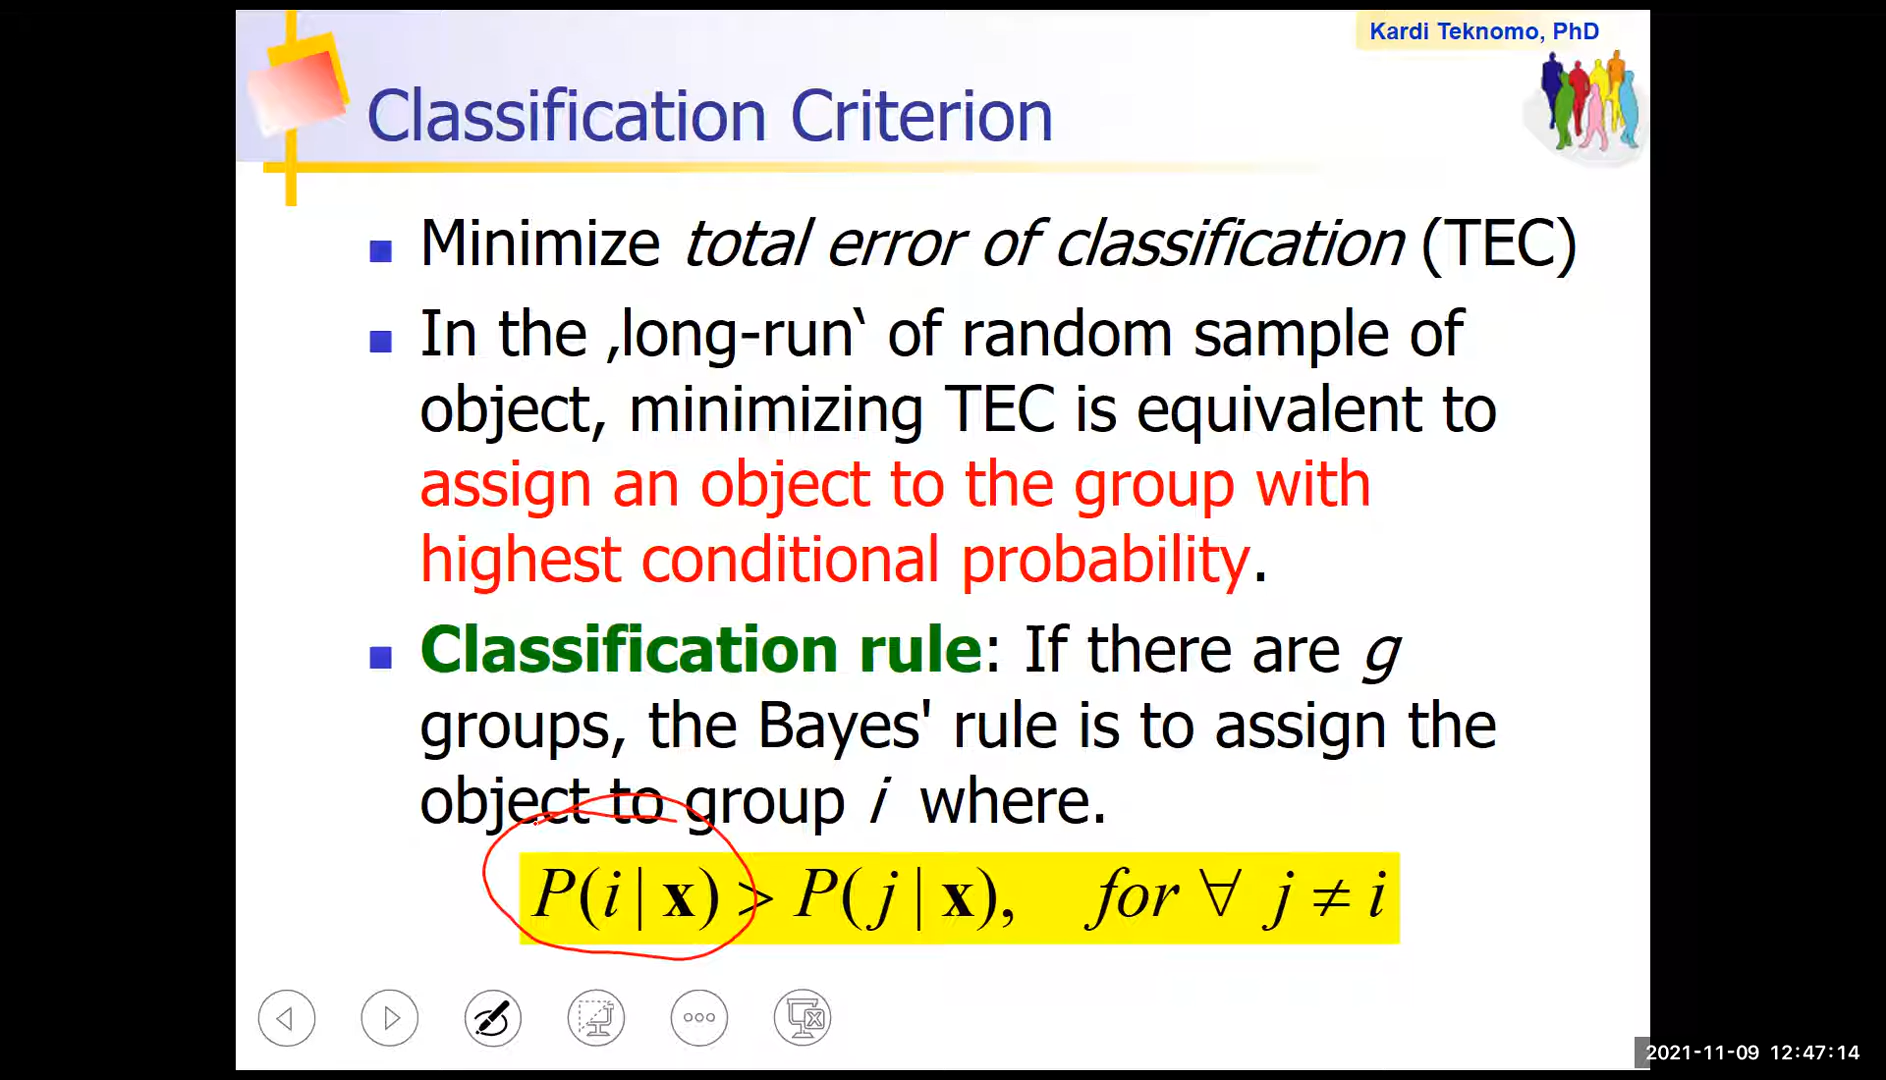 Kardi Teknomo, PhD
Classification Criterion
Minimize total error of classification (TEC)
In the ‚long-run‘ of random sample of
object, minimizing TEC is equivalent to
assign an object to the group with
highest conditional probability.
Classification rule: If there are g
groups, the Bayes' rule is to assign the
object to group i where.
P(i | x) > P( j | x), for ∀ j ≠ i
2021-11-09 12:47:14